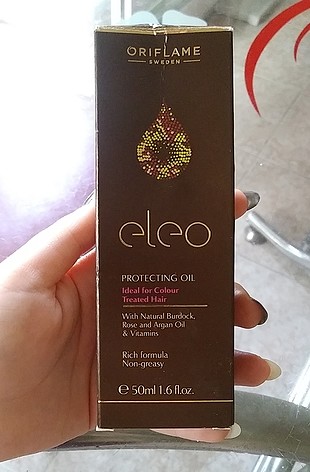 ORIFLAME
SWEDEN
eleo
PROTECTING OIL
Ideal for Colour
Treated Hair
With Natural Burdock,
Rose and Argan Oil
& Vitamins
Rich formula
Non-greasy
℮ 50ml 1.6 fl.oz.